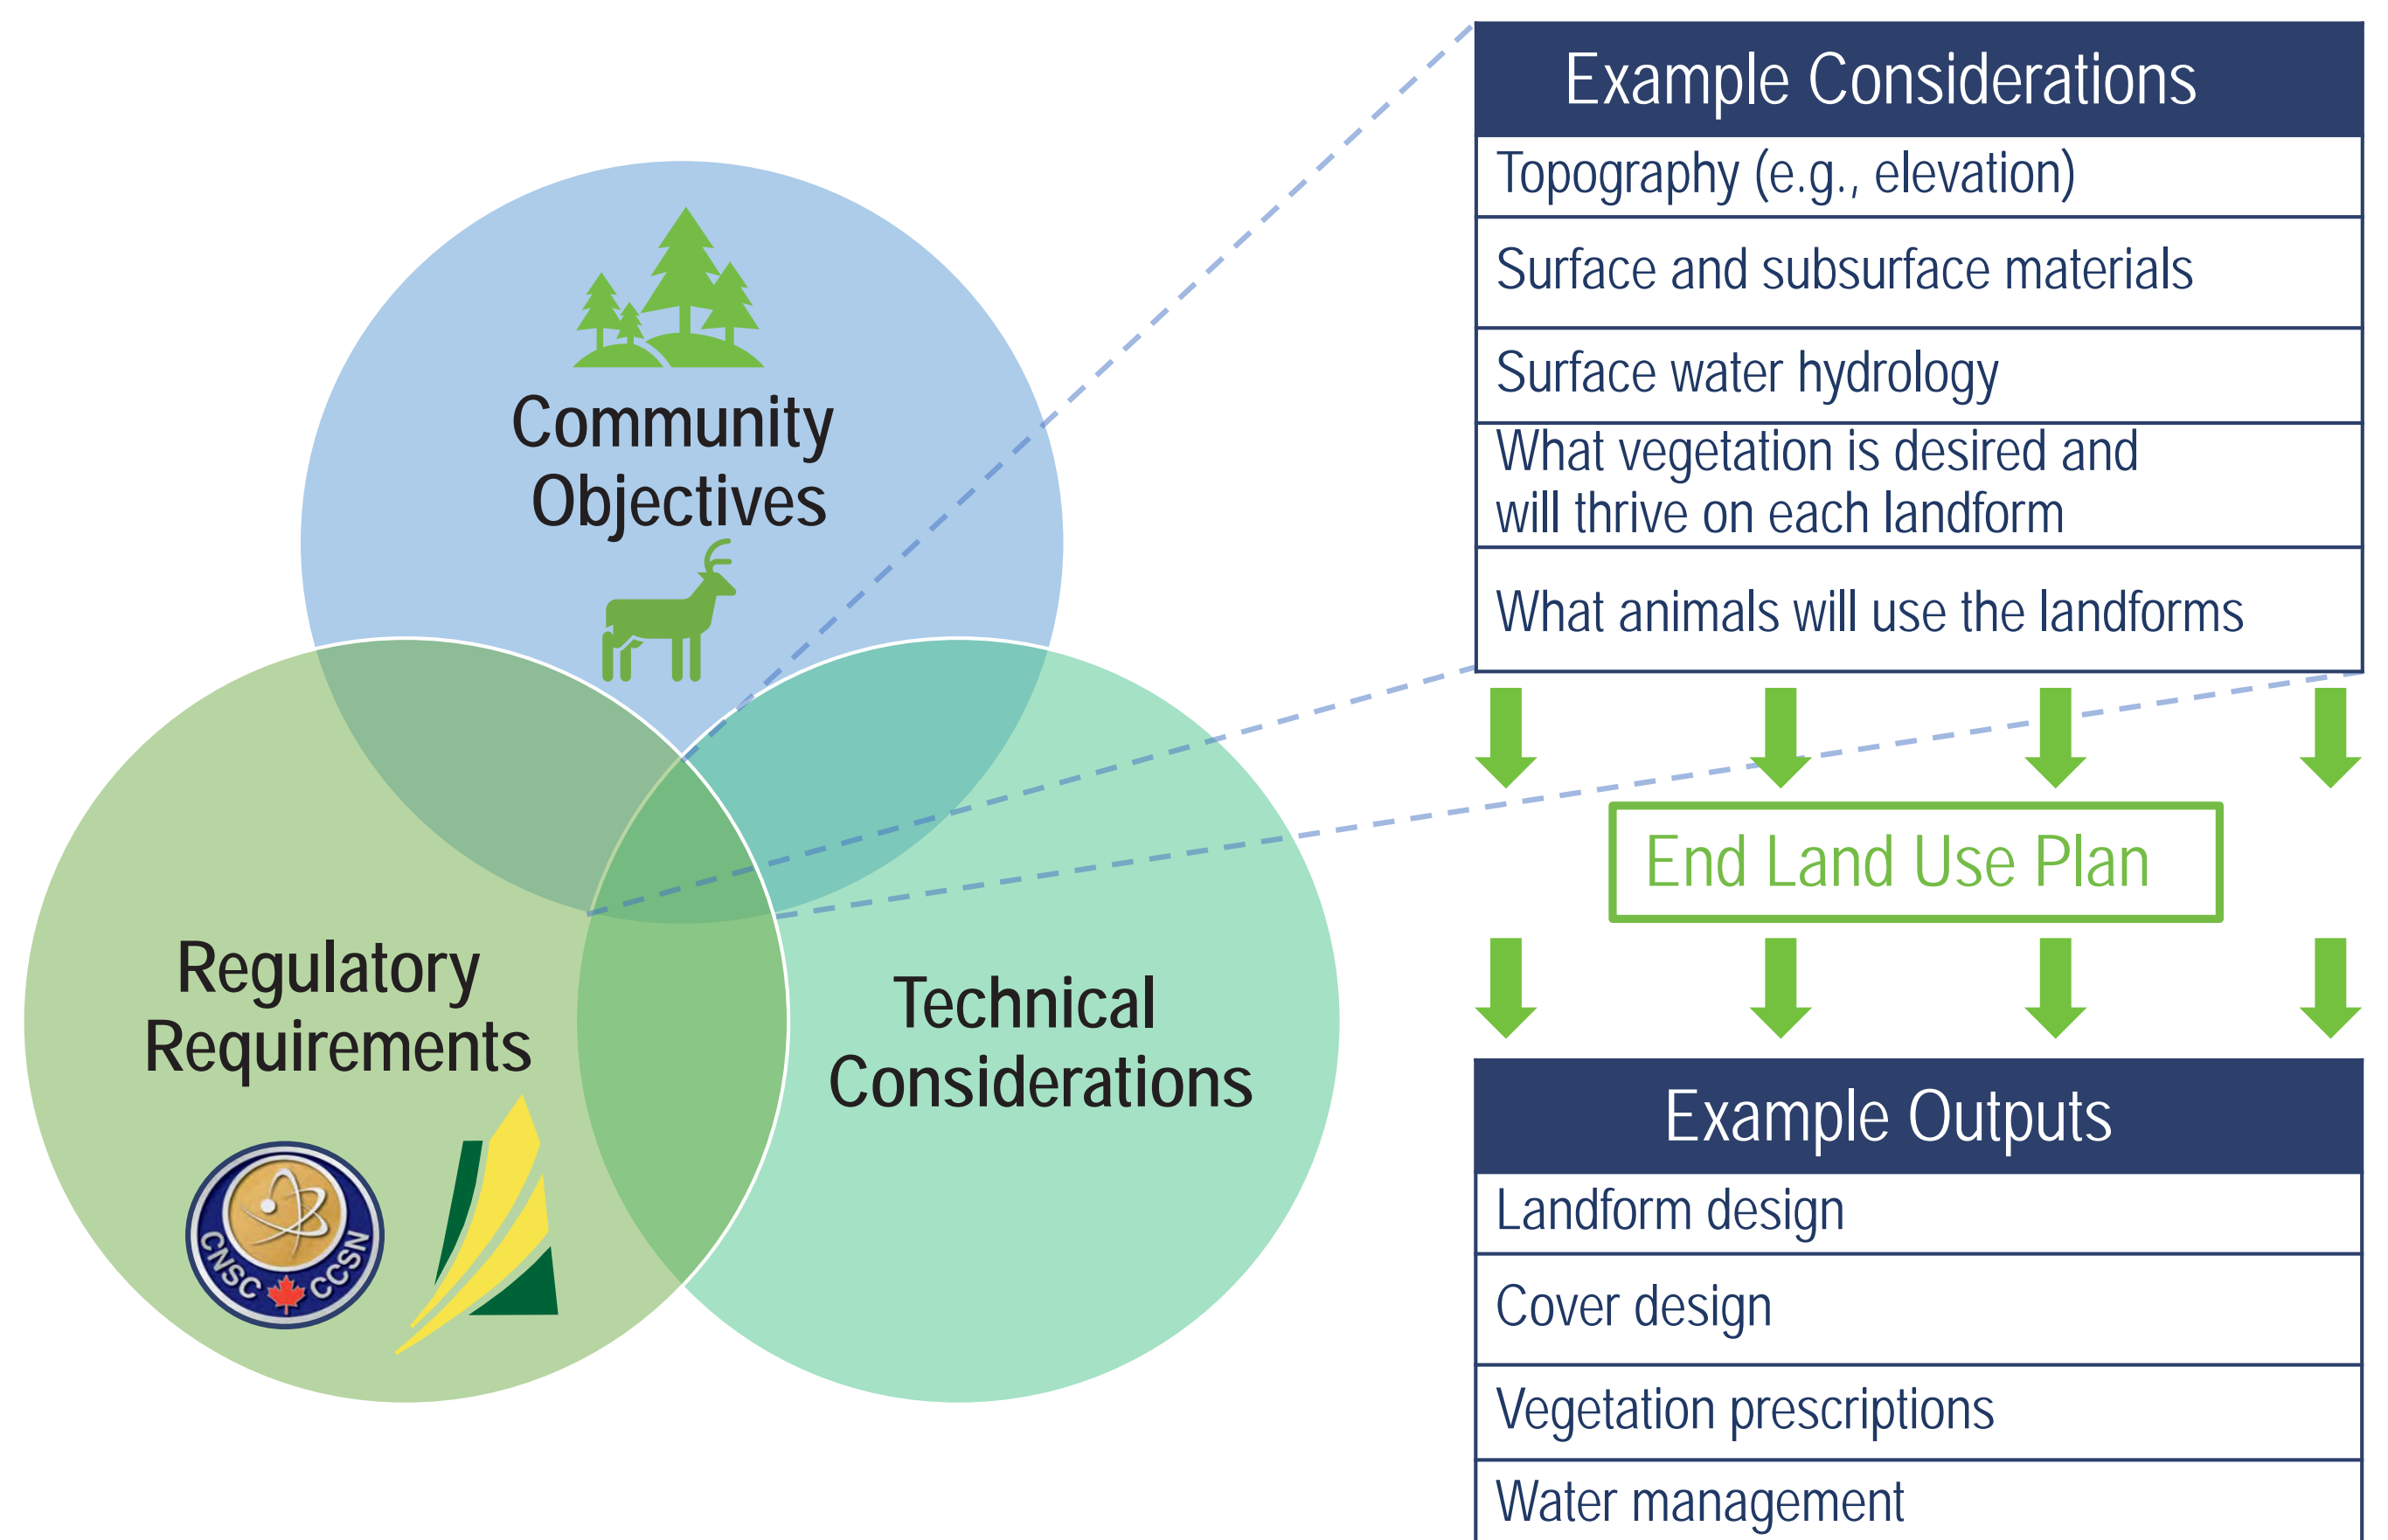 Community
Objectives
Regulatory
Requirements
CNSC CCSN
Technical
Considerations
Example Considerations
Topography (e.g., elevation)
Surface and subsurface materials
Surface water hydrology
What vegetation is desired and
will thrive on each landform
What animals will use the landforms
End Land Use Plan
Example Outputs
Landform design
Cover design
Vegetation prescriptions
Water management